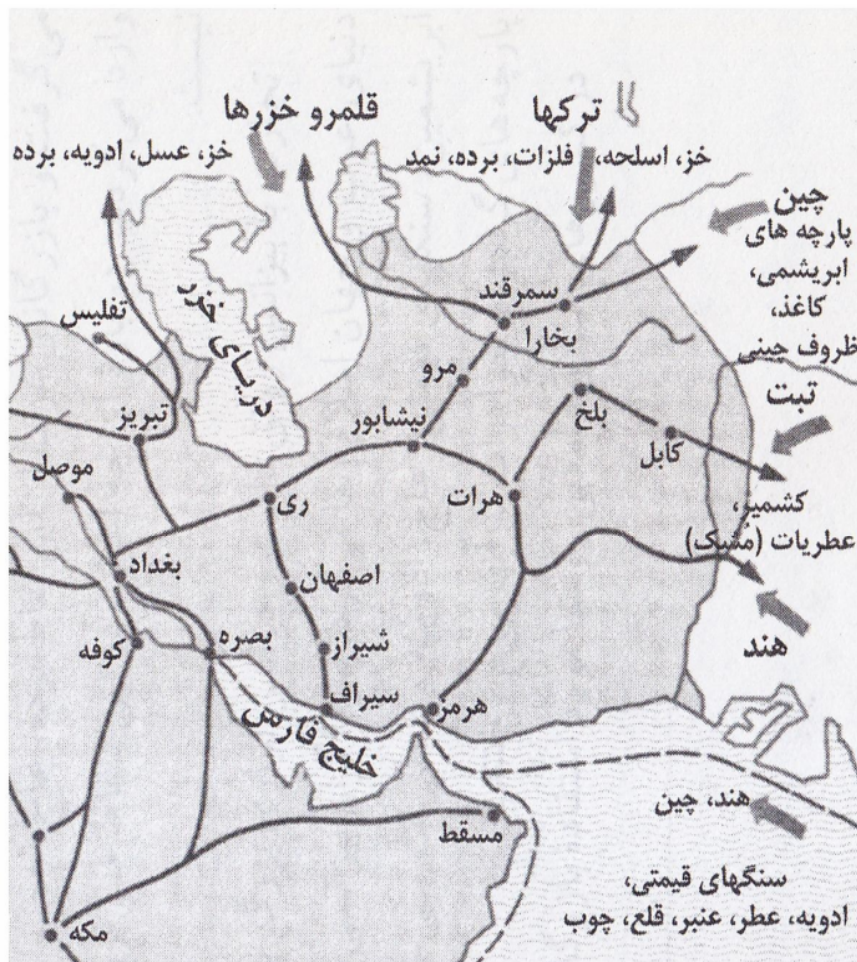 ترکها
قلمرو خزرها
خز، اسلحه، فلزات، برده، نمد
خز، عسل، ادویه، برده
چین
پارچه های
ابریشمی،
کاغذ،
ظروف چینی
تفلیس
دریای خزر
سمرقند
بخارا
مرو
تبت
بلخ
نیشابور
تبریز
کابل
موصل
ری
هرات
کشمیر،
عطریات (مُشک)
بغداد
اصفهان
کوفه
بصره
شیراز
هند
سیراف
هرمز
خلیج فارس
هند، چین
مسقط
سنگهای قیمتی،
ادویه، عطر، عنبر، قلع، چوب
مکه